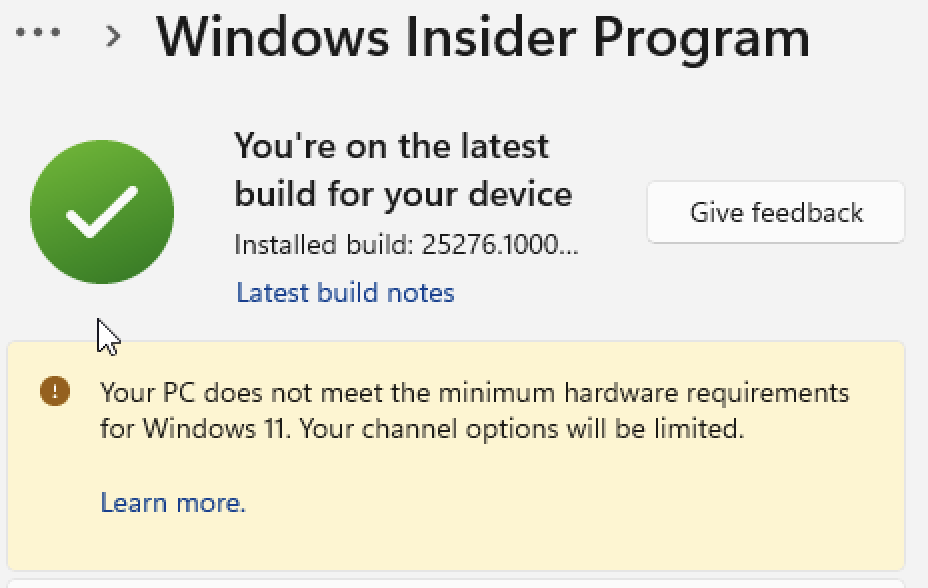 ... > Windows Insider Program
You're on the latest
build for your device
Installed build: 25276.1000...
Latest build notes
Give feedback
Your PC does not meet the minimum hardware requirements
for Windows 11. Your channel options will be limited.
Learn more.